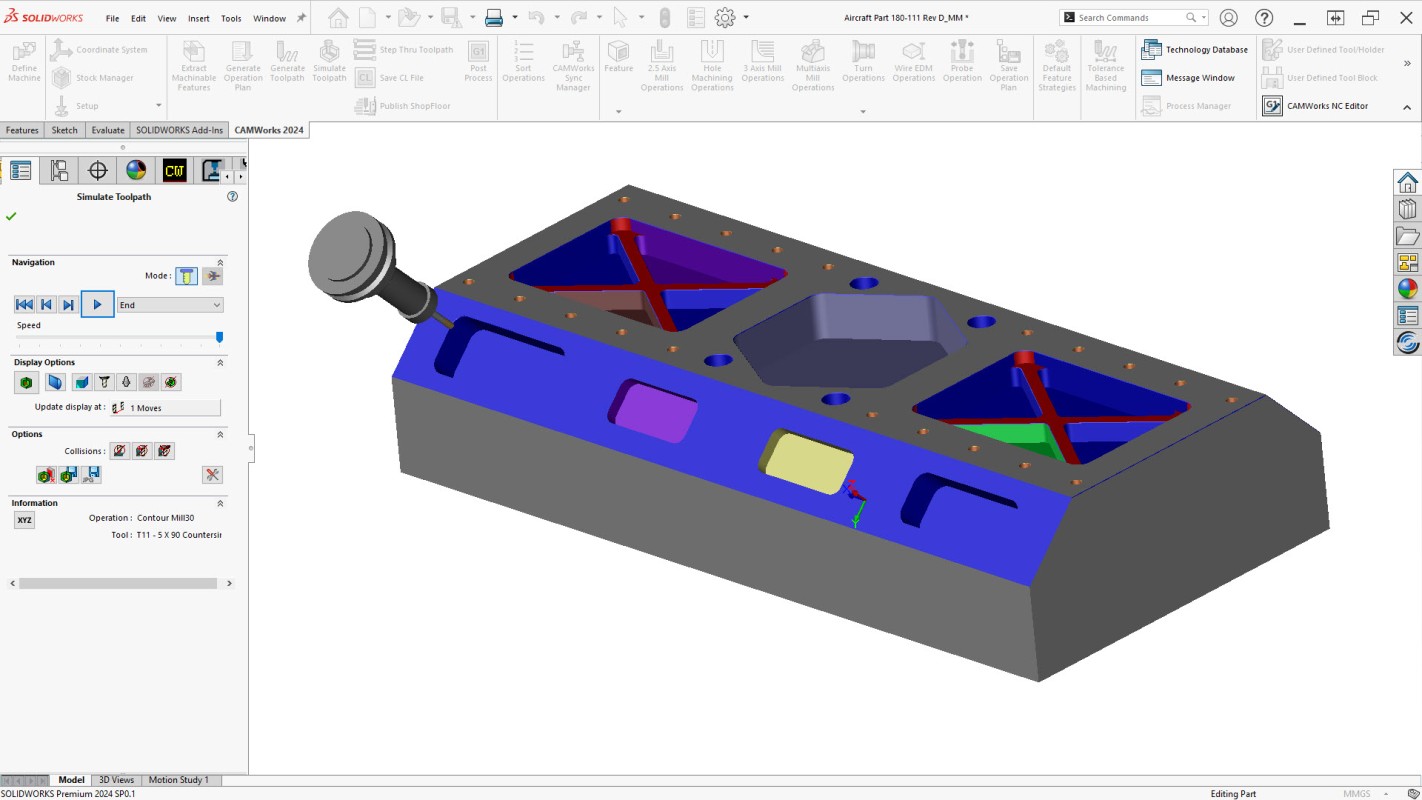 SOLIDWORKS File Edit View Insert Tools Window Aircraft Part 180-111 Rev D_MM * Search Commands
Define Machine
Coordinate System
Stock Manager
Setup
Extract Machinable Features
Generate Operation Plan
Generate Toolpath
Simulate Toolpath
Step Thru Toolpath
Save CL File
Publish ShopFloor
Post Process
Sort Operations
CAMWorks Sync Manager
Feature
2.5 Axis Mill Operations
Hole Machining Operations
3 Axis Mill Operations
Multiaxis Mill Operations
Turn Operations
Wire EDM Operations
Probe Operation
Save Operation Plan
Default Feature Strategies
Tolerance Based Machining
Technology Database
Message Window
Process Manager
User Defined Tool/Holder
User Defined Tool Block
CAMWorks NC Editor
Features Sketch Evaluate SOLIDWORKS Add-Ins CAMWorks 2024
CW
Simulate Toolpath
Navigation
Mode :
End
Speed
Display Options
Update display at : 1 Moves
Options
Collisions :
Information
XYZ Operation : Contour Mill30
Tool : T11 - 5 X 90 Countersin
Model 3D Views Motion Study 1
SOLIDWORKS Premium 2024 SP0.1 Editing Part MMGS